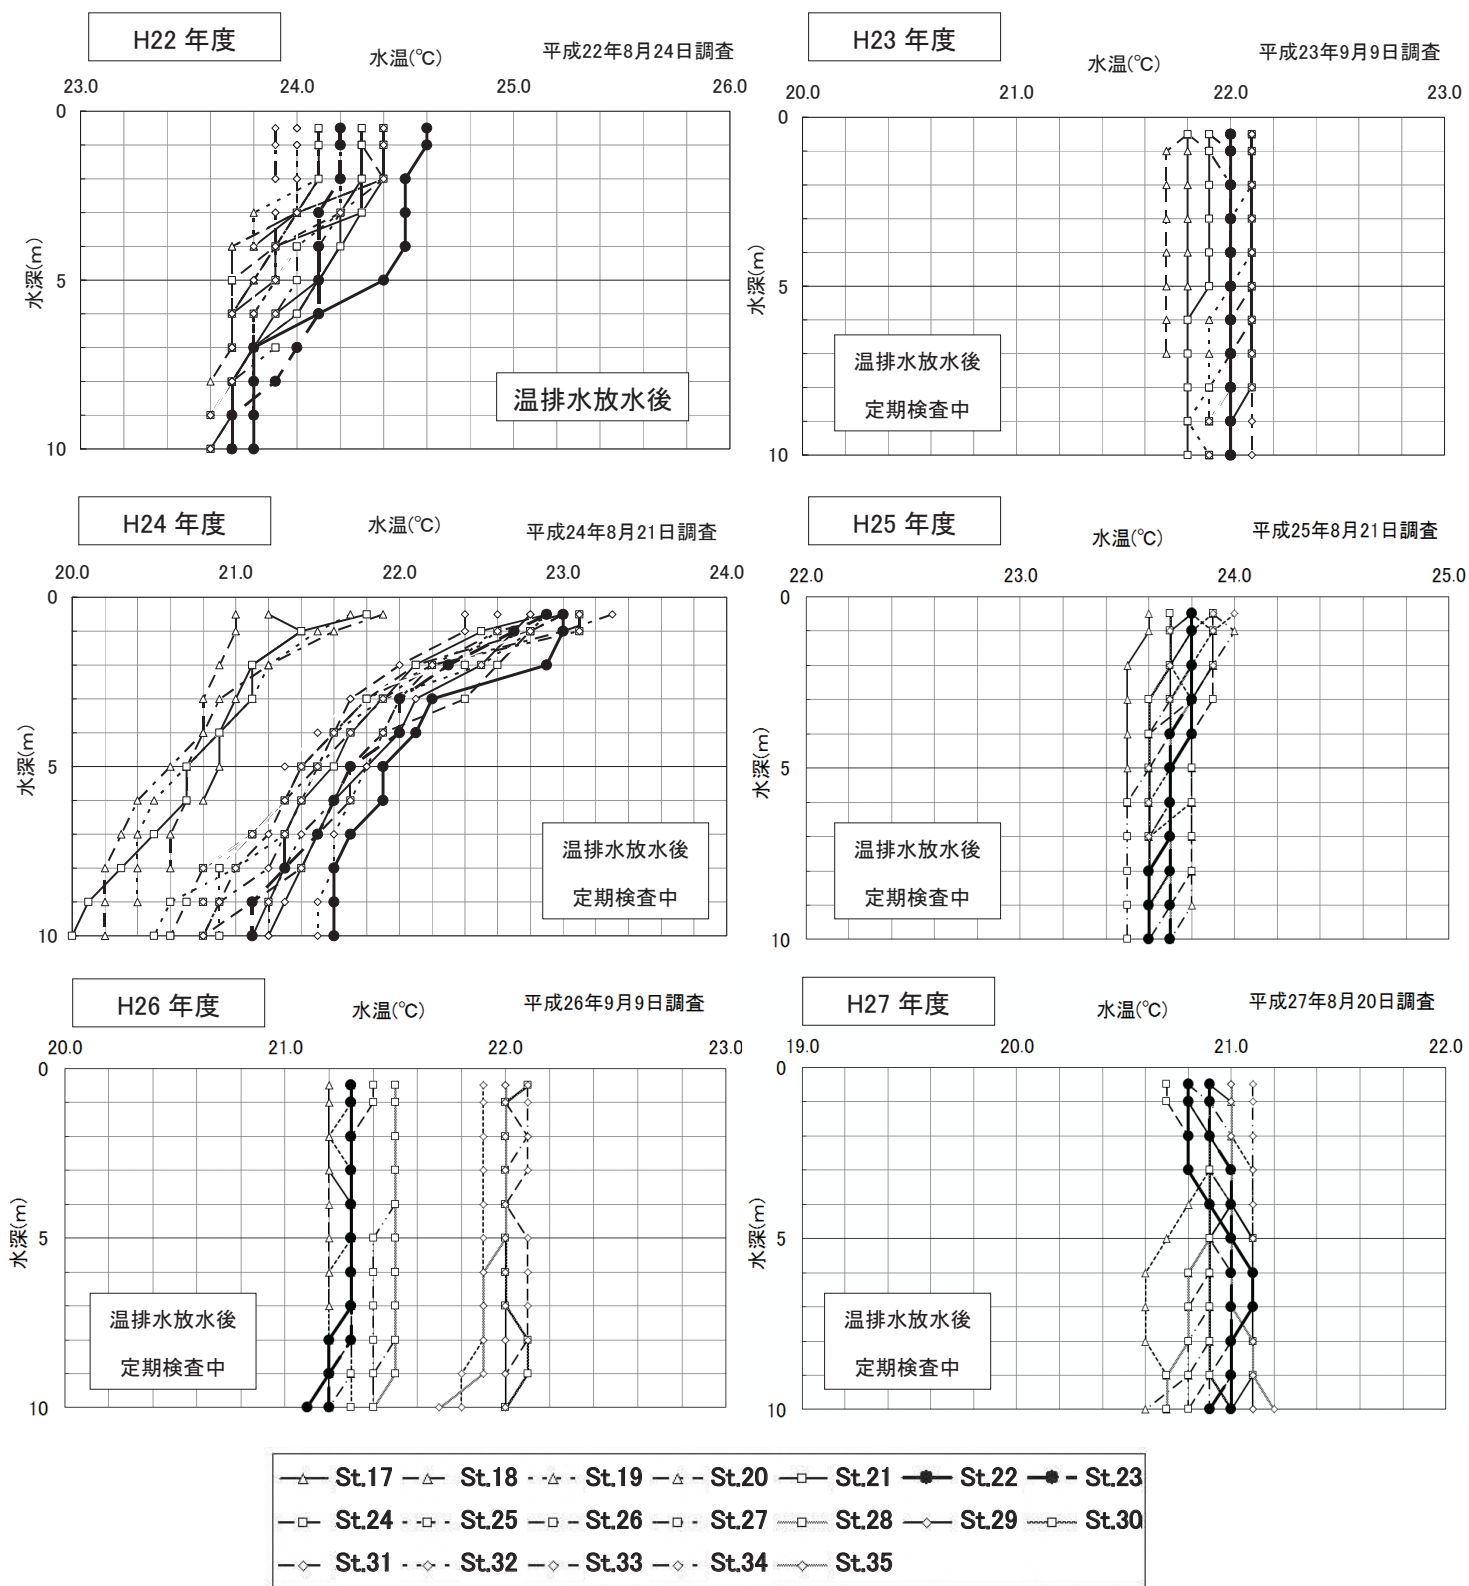 H22 年度
水温(℃)
平成22年8月24日調査
23.0 24.0 25.0 26.0
0
5
10
水深(m)
温排水放水後
H23 年度
水温(℃)
平成23年9月9日調査
20.0 21.0 22.0 23.0
0
5
10
水深(m)
温排水放水後
定期検査中
H24 年度
水温(℃)
平成24年8月21日調査
20.0 21.0 22.0 23.0 24.0
0
5
10
水深(m)
温排水放水後
定期検査中
H25 年度
水温(℃)
平成25年8月21日調査
22.0 23.0 24.0 25.0
0
5
10
水深(m)
温排水放水後
定期検査中
H26 年度
水温(℃)
平成26年9月9日調査
20.0 21.0 22.0 23.0
0
5
10
水深(m)
温排水放水後
定期検査中
H27 年度
水温(℃)
平成27年8月20日調査
19.0 20.0 21.0 22.0
0
5
10
水深(m)
温排水放水後
定期検査中
St.17 St.18 St.19 St.20 St.21 St.22 St.23
St.24 St.25 St.26 St.27 St.28 St.29 St.30
St.31 St.32 St.33 St.34 St.35